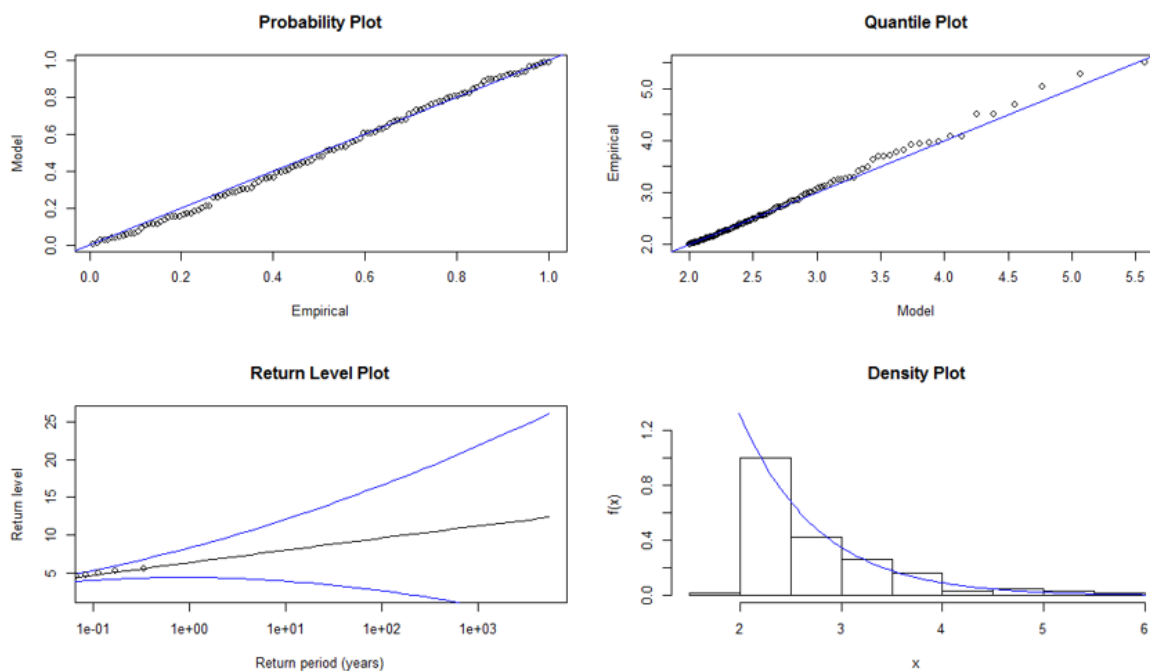 Probability Plot
Model
0.0 0.2 0.4 0.6 0.8 1.0
0.0 0.2 0.4 0.6 0.8 1.0
Empirical
Quantile Plot
Empirical
2.0 3.0 4.0 5.0
2.0 2.5 3.0 3.5 4.0 4.5 5.0 5.5
Model
Return Level Plot
Return level
5 10 15 20 25
1e-01 1e+00 1e+01 1e+02 1e+03
Return period (years)
Density Plot
f(x)
0.0 0.4 0.8 1.2
2 3 4 5 6
x